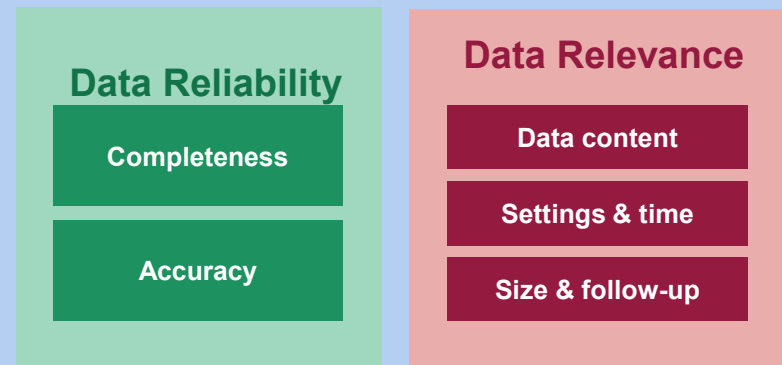 Data Reliability
Completeness
Accuracy
Data Relevance
Data content
Settings & time
Size & follow-up